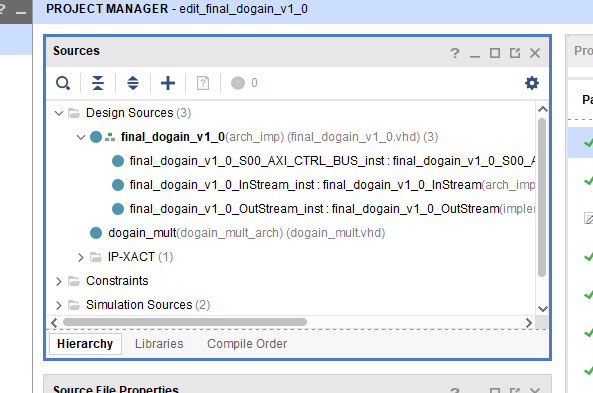 PROJECT MANAGER - edit_final_dogain_v1_0
Sources
? _
0
Design Sources (3)
final_dogain_v1_0(arch_imp) (final_dogain_v1_0.vhd) (3)
final_dogain_v1_0_S00_AXI_CTRL_BUS_inst : final_dogain_v1_0_S00_A
final_dogain_v1_0_InStream_inst : final_dogain_v1_0_InStream(arch_imp
final_dogain_v1_0_OutStream_inst : final_dogain_v1_0_OutStream(implen
dogain_mult(dogain_mult_arch) (dogain_mult.vhd)
IP-XACT (1)
Constraints
Simulation Sources (2)
Hierarchy Libraries Compile Order
Source File Properties
Pro
Pa